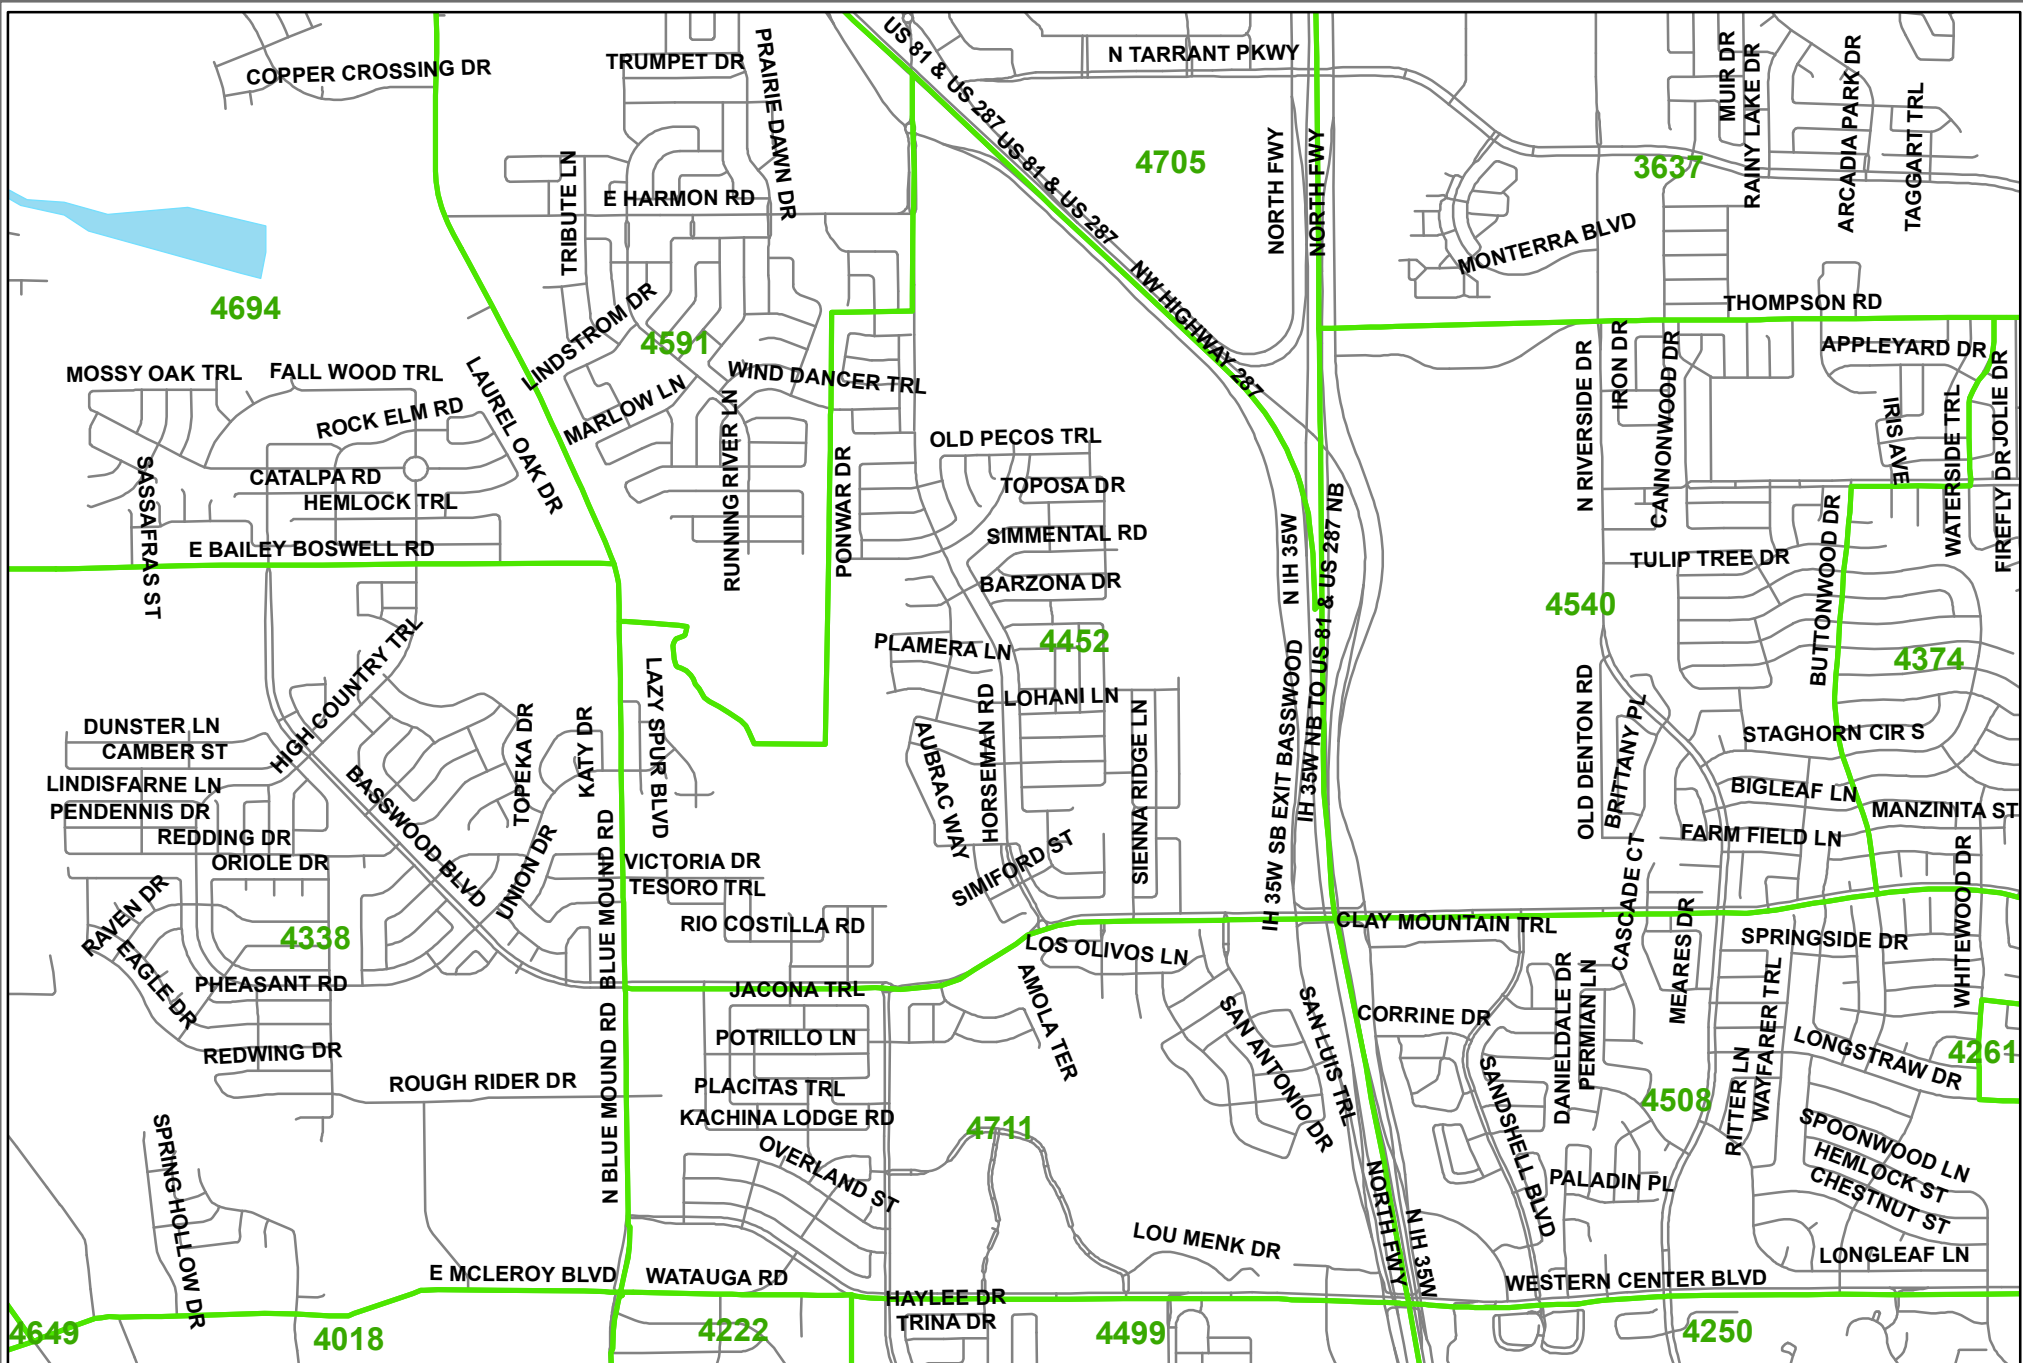 US 81 & US 287
N TARRANT PKWY
COPPER CROSSING DR
TRUMPET DR
PRAIRIE DAWN DR
MUIR DR
RAINY LAKE DR
ARCADIA PARK DR
TAGGART TRL
4705
3637
US 81 & US 287
NORTH FWY
NORTH FWY
TRIBUTE LN
E HARMON RD
MONTERRA BLVD
4694
LINDSTROM DR
4591
NW HIGHWAY 287
THOMPSON RD
MOSSY OAK TRL
FALL WOOD TRL
LAUREL OAK DR
WIND DANCER TRL
IRON DR
APPLEYARD DR
ROCK ELM RD
MARLOW LN
N RIVERSIDE DR
CANNONWOOD DR
IRIS AVE
WATERSIDE TRL
JOLIE DR
FIREFLY DR
OLD PECOS TRL
SASSAFRAS ST
CATALPA RD
HEMLOCK TRL
RUNNING RIVER LN
PONWAR DR
TOPOSA DR
SIMMENTAL RD
E BAILEY BOSWELL RD
N IH 35W
BARZONA DR
TULIP TREE DR
BUTTONWOOD DR
4540
4452
PLAMERA LN
4374
HIGH COUNTRY TRL
LAZY SPUR BLVD
LOHANI LN
HORSEMAN RD
SIENNA RIDGE LN
IH 35W SB EXIT BASSWOOD
IH 35W NB TO US 81 & US 287 NB
OLD DENTON RD
BRITTANY PL
STAGHORN CIR S
DUNSTER LN
CAMBER ST
TOPEKA DR
KATY DR
LINDISFARNE LN
PENDENNIS DR
BASSWOOD BLVD
AUBRAC WAY
BIGLEAF LN
MANZINITA ST
REDDING DR
ORIOLE DR
UNION DR
VICTORIA DR
TESORO TRL
SIMIFORD ST
FARM FIELD LN
CASCADE CT
WHITEWOOD DR
RAVEN DR
N BLUE MOUND RD BLUE MOUND RD
RIO COSTILLA RD
CLAY MOUNTAIN TRL
MEARES DR
SPRINGSIDE DR
4338
EAGLE DR
LOS OLIVOS LN
PHEASANT RD
JACONA TRL
AMOLA TER
SAN ANTONIO DR
SAN LUIS TRL
CORRINE DR
DANIELDALE DR
PERMIAN LN
WAYFARER TRL
RITTER LN
LONGSTRAW DR
4261
POTRILLO LN
REDWING DR
ROUGH RIDER DR
PLACITAS TRL
KACHINA LODGE RD
4711
SANDSHELL BLVD
4508
SPOONWOOD LN
HEMLOCK ST
CHESTNUT ST
SPRING HOLLOW DR
OVERLAND ST
PALADIN PL
NORTH FWY
N IH 35W
LOU MENK DR
LONGLEAF LN
E MCLEROY BLVD
WATAUGA RD
WESTERN CENTER BLVD
HAYLEE DR
TRINA DR
4649
4018
4222
4499
4250